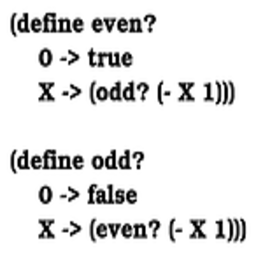 (define even?
0 -> true
X -> (odd? (- X 1)))
(define odd?
0 -> false
X -> (even? (- X 1)))